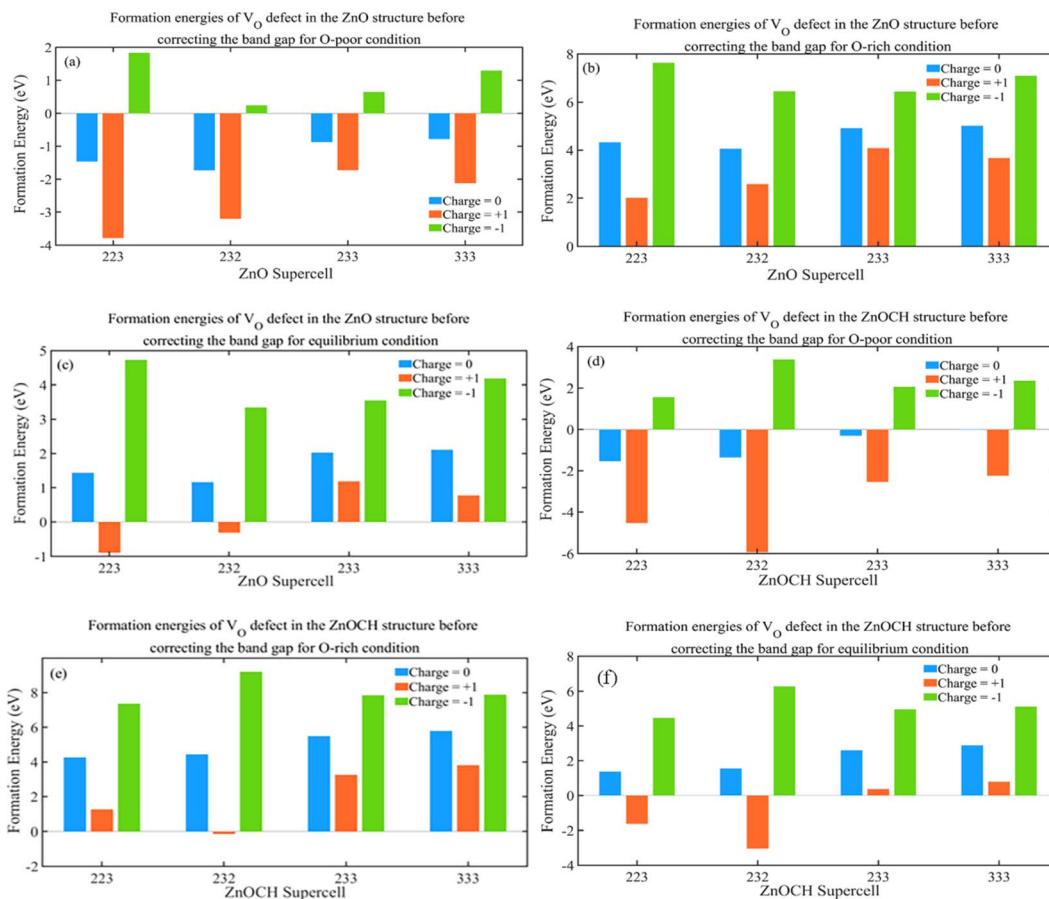 Formation energies of VO defect in the ZnO structure before
correcting the band gap for O-poor condition
(a)
2
1
0
-1
-2
-3
-4
Formation Energy (eV)
Charge = 0
Charge = +1
Charge = -1
223
232
233
333
ZnO Supercell
Formation energies of VO defect in the ZnO structure before
correcting the band gap for O-rich condition
(b)
8
6
4
2
0
Formation Energy (eV)
Charge = 0
Charge = +1
Charge = -1
223
232
233
333
ZnO Supercell
Formation energies of VO defect in the ZnO structure before
correcting the band gap for equilibrium condition
(c)
5
4
3
2
1
0
-1
Formation Energy (eV)
Charge = 0
Charge = +1
Charge = -1
223
232
233
333
ZnO Supercell
Formation energies of VO defect in the ZnOCH structure before
correcting the band gap for O-poor condition
(d)
4
2
0
-2
-4
-6
Formation Energy (eV)
Charge = 0
Charge = +1
Charge = -1
223
232
233
333
ZnOCH Supercell
Formation energies of VO defect in the ZnOCH structure before
correcting the band gap for O-rich condition
(e)
8
6
4
2
0
-2
Formation Energy (eV)
Charge = 0
Charge = +1
Charge = -1
223
232
233
333
ZnOCH Supercell
Formation energies of VO defect in the ZnOCH structure before
correcting the band gap for equilibrium condition
(f)
8
6
4
2
0
-2
-4
Formation Energy (eV)
Charge = 0
Charge = +1
Charge = -1
223
232
233
333
ZnOCH Supercell